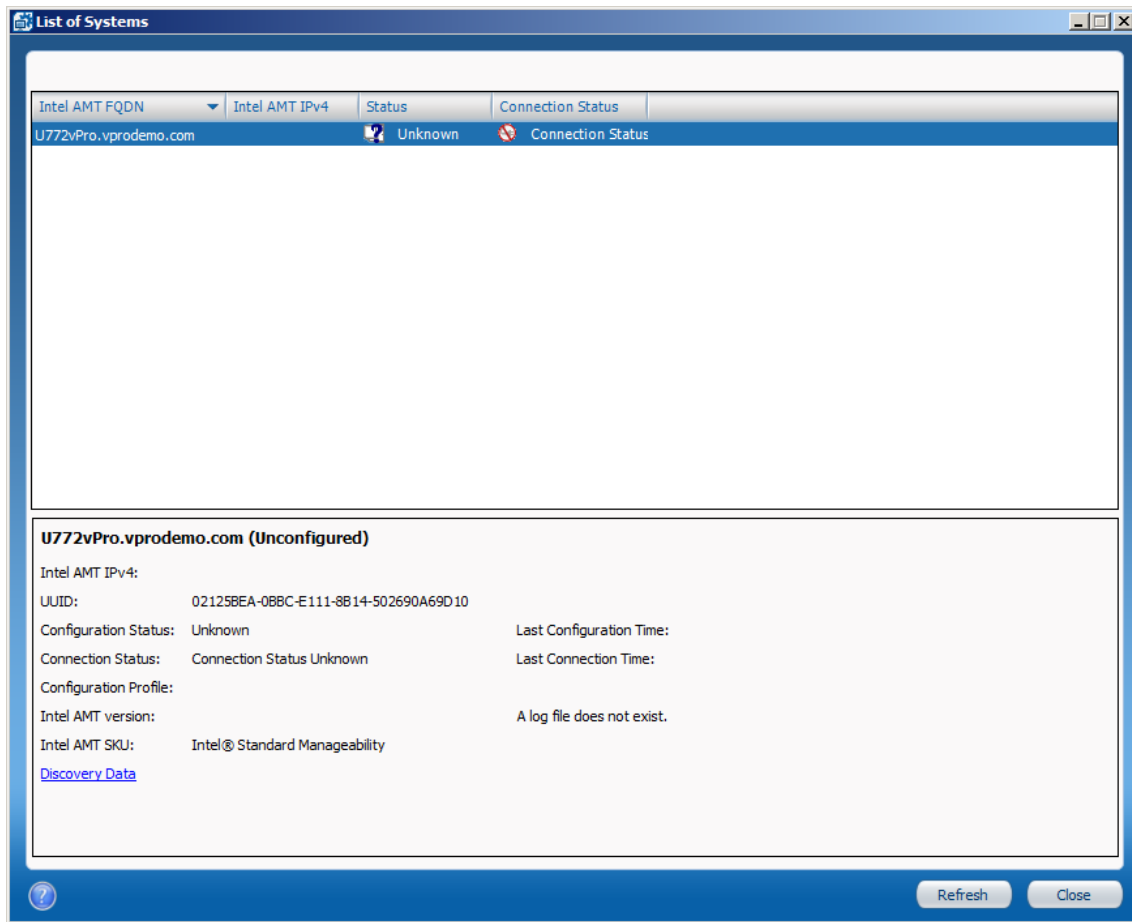 List of Systems
Intel AMT FQDN Intel AMT IPv4 Status Connection Status
U772vPro.vprodemo.com Unknown Connection Status
U772vPro.vprodemo.com (Unconfigured)
Intel AMT IPv4:
UUID: 02125BEA-0BBC-E111-8B14-502690A69D10
Configuration Status: Unknown Last Configuration Time:
Connection Status: Connection Status Unknown Last Connection Time:
Configuration Profile:
Intel AMT version: A log file does not exist.
Intel AMT SKU: Intel® Standard Manageability
Discovery Data
? Refresh Close